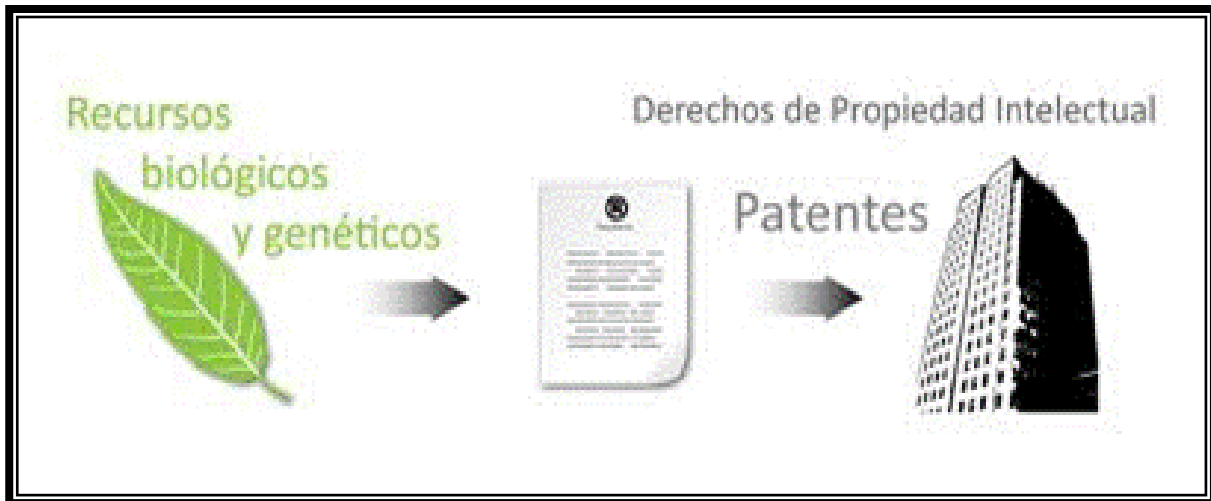 Recursos
biológicos
y genéticos
Derechos de Propiedad Intelectual
Patentes